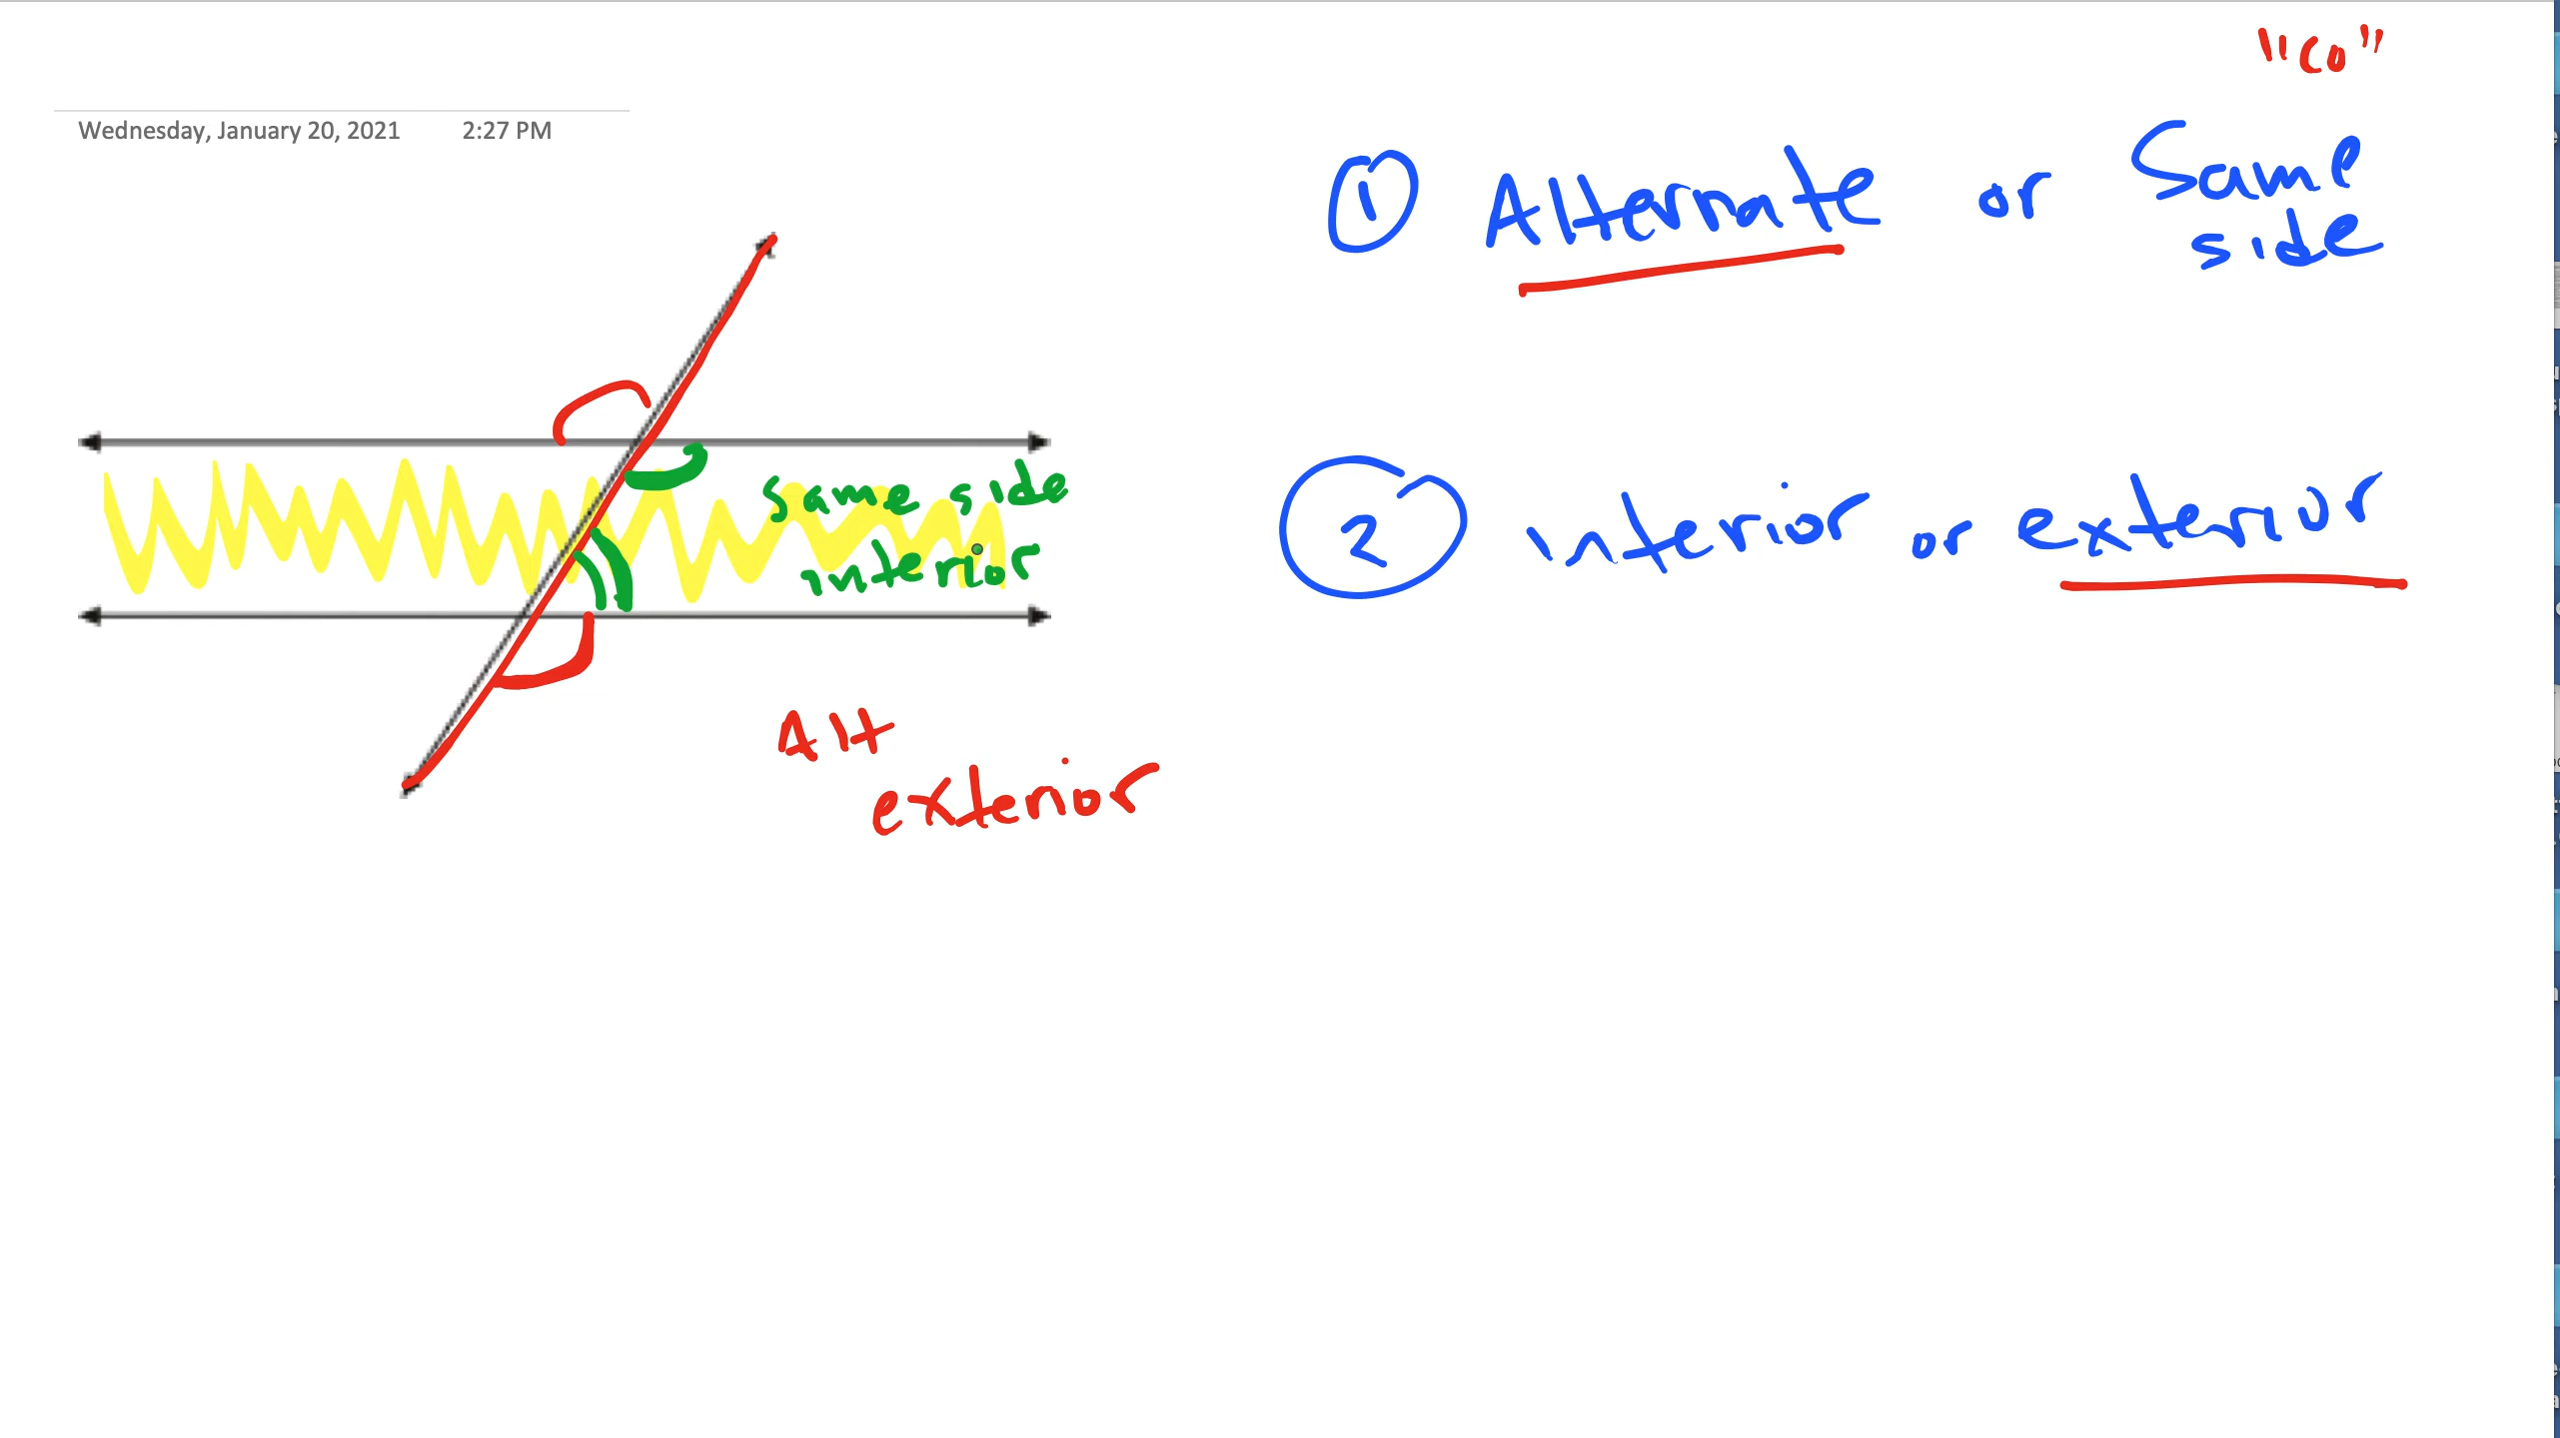 "co"
Wednesday, January 20, 2021 2:27 PM
① Alternate or Same
side
same side
interior
② interior or exterior
Alt
exterior